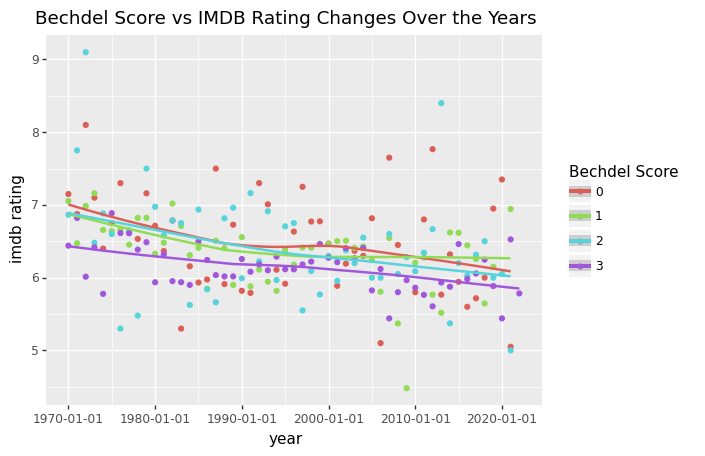 Bechdel Score vs IMDB Rating Changes Over the Years
9
8
7
6
5
imdb rating
1970-01-01 1980-01-01 1990-01-01 2000-01-01 2010-01-01 2020-01-01
year
Bechdel Score
0
1
2
3